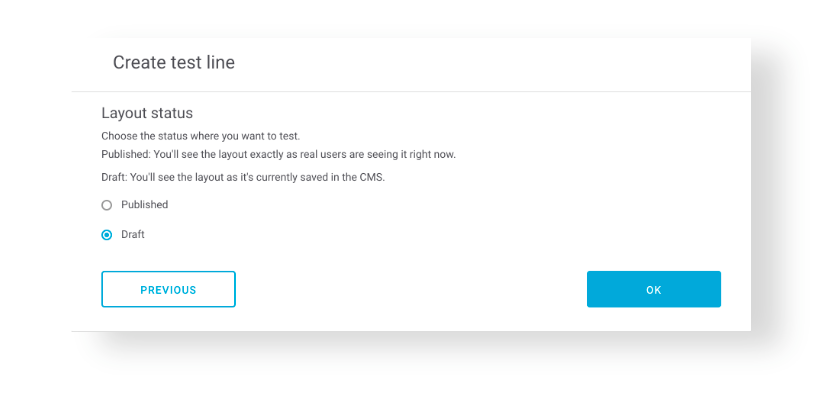 Create test line
Layout status
Choose the status where you want to test.
Published: You'll see the layout exactly as real users are seeing it right now.
Draft: You'll see the layout as it's currently saved in the CMS.
Published
Draft
PREVIOUS
OK